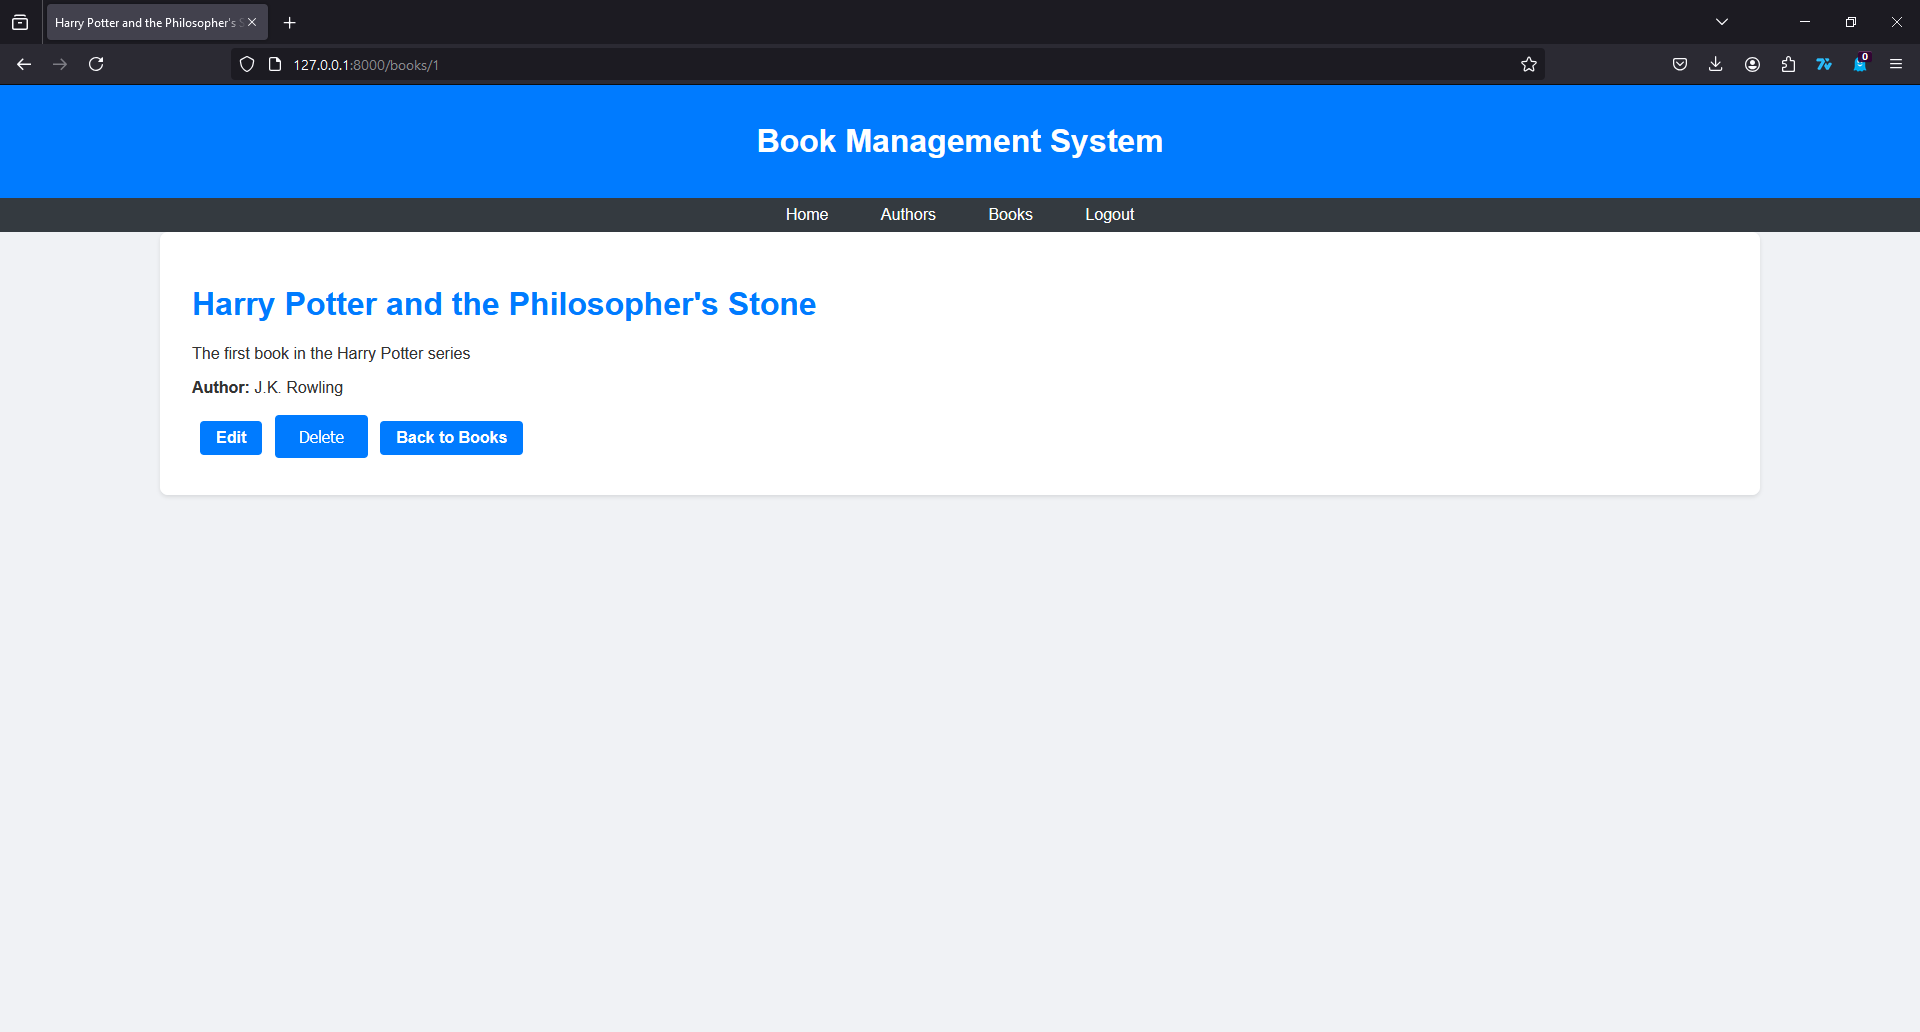 Harry Potter and the Philosopher's S
127.0.0.1:8000/books/1
0
Book Management System
Home Authors Books Logout
Harry Potter and the Philosopher's Stone
The first book in the Harry Potter series
Author: J.K. Rowling
Edit Delete Back to Books